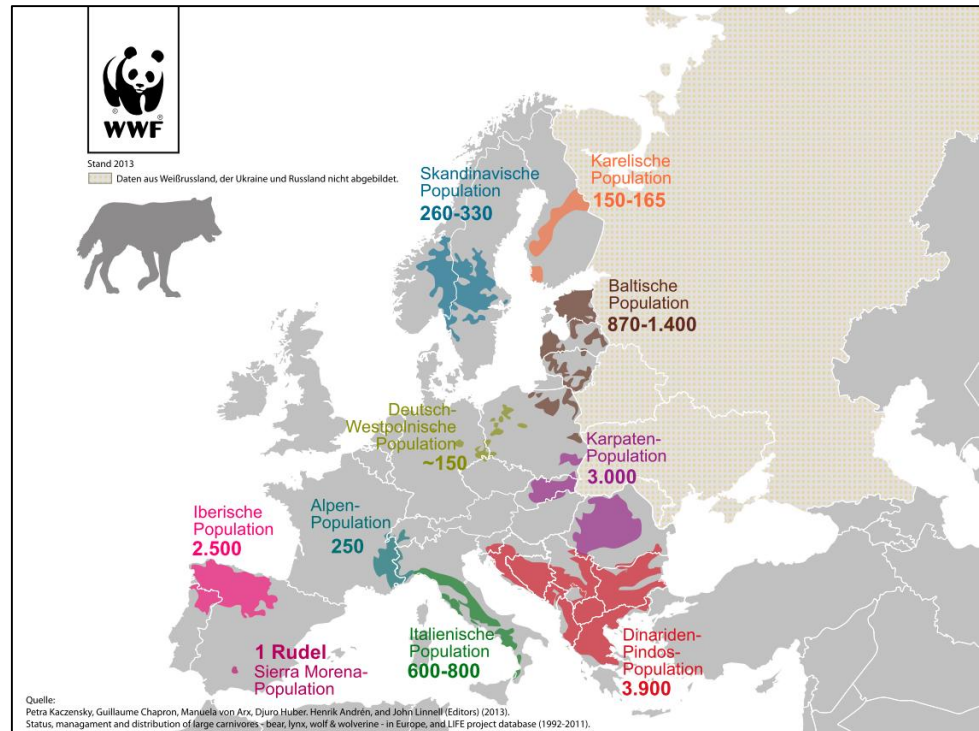 WWF
Stand 2013
Daten aus Weißrussland, der Ukraine und Russland nicht abgebildet.
Skandinavische
Population
260-330
Karelische
Population
150-165
Baltische
Population
870-1.400
Deutsch-
Westpolnische
Population
~150
Karpaten-
Population
3.000
Iberische
Population
2.500
Alpen-
Population
250
1 Rudel
Sierra Morena-
Population
Italienische
Population
600-800
Dinariden-
Pindos-
Population
3.900
Quelle:
Petra Kaczensky, Guillaume Chapron, Manuela von Arx, Djuro Huber, Henrik Andrén, and John Linnell (Editors) (2013).
Status, managament and distribution of large carnivores - bear, lynx, wolf & wolverine - in Europe, and LIFE project database (1992-2011).